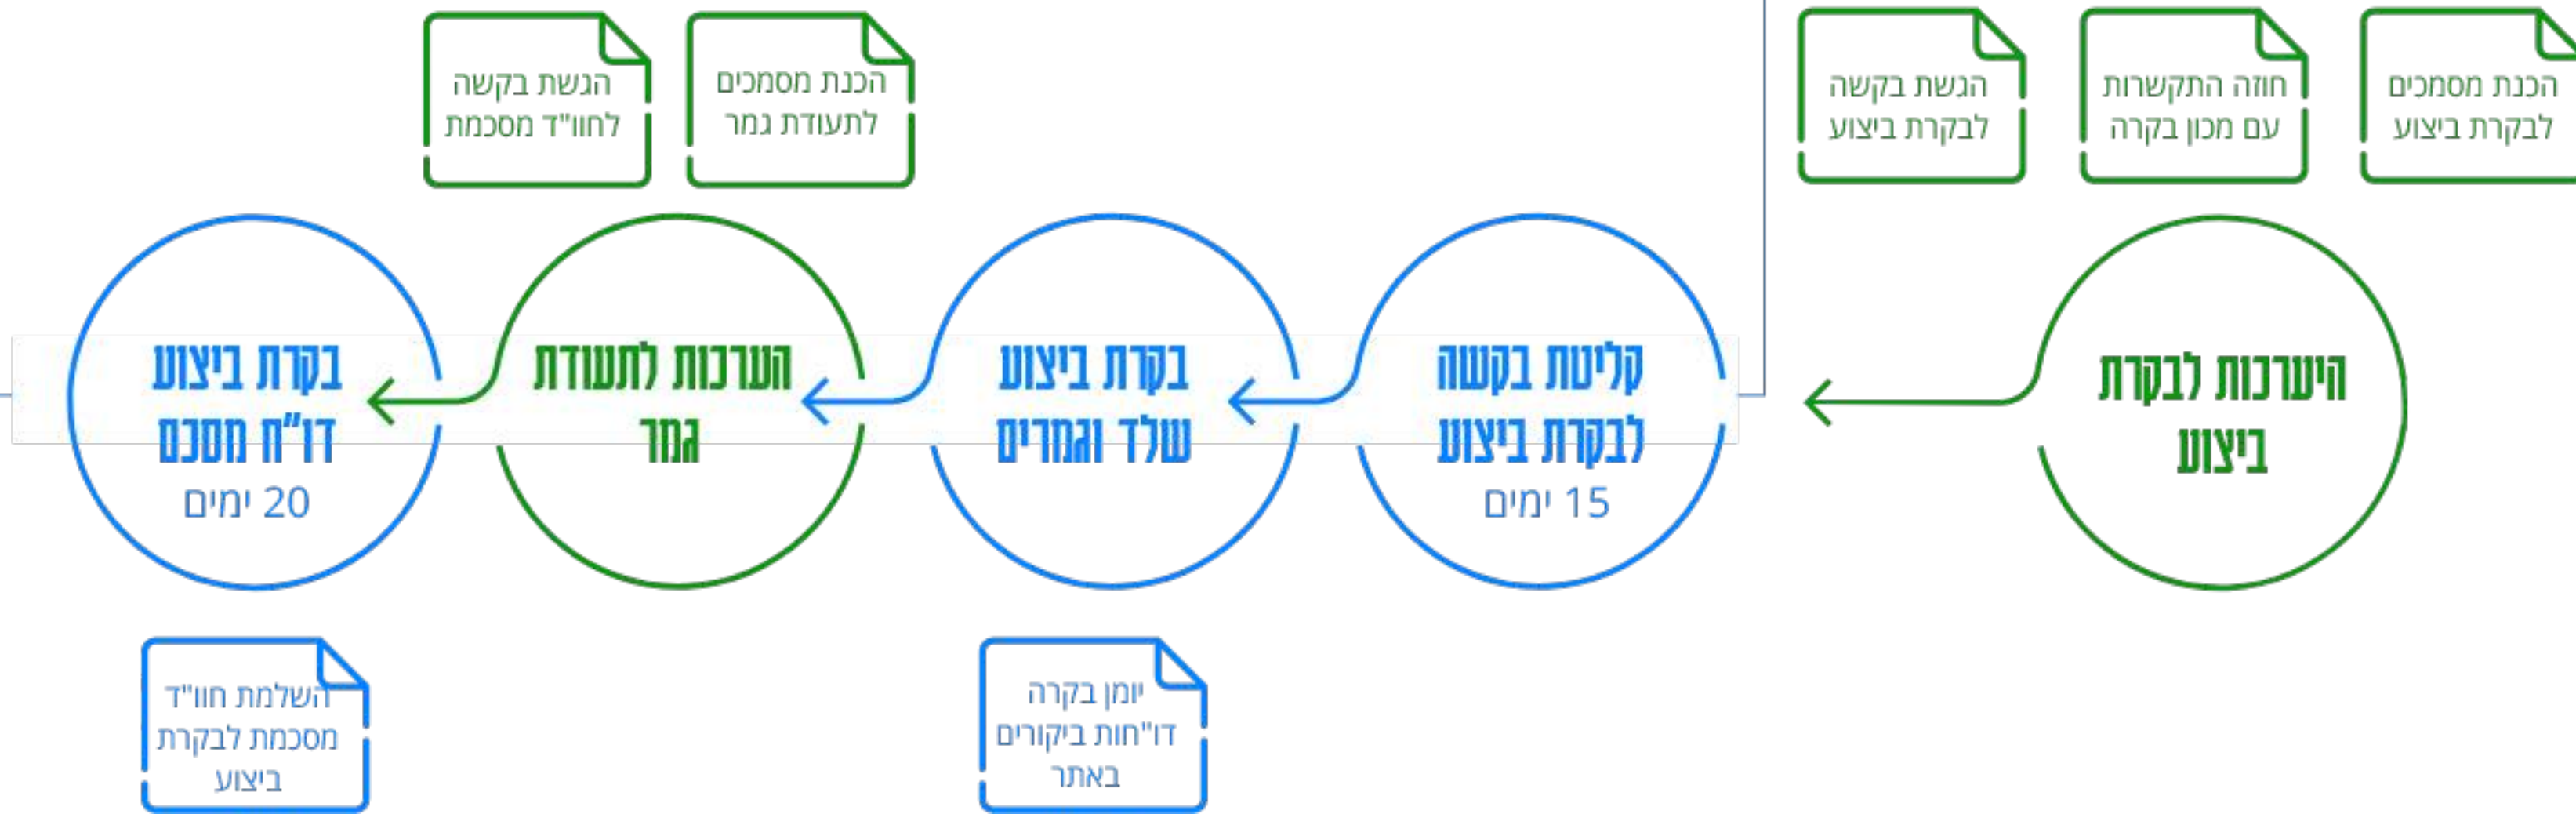 הכנת מסמכים
לבקרת ביצוע
חוזה התקשרות
עם מכון בקרה
הגשת בקשה
לבקרת ביצוע
הכנת מסמכים
לתעודת גמר
הגשת בקשה
לחוו"ד מסכמת
היערכות לבקרת
ביצוע
קליטת בקשה
לבקרת ביצוע
15 ימים
בקרת ביצוע
שלד וגמרים
הערכות לתעודת
גמר
בקרת ביצוע
דו"ח מסכם
20 ימים
יומן בקרה
דו"חות ביקורים
באתר
השלמת חוו"ד
מסכמת לבקרת
ביצוע